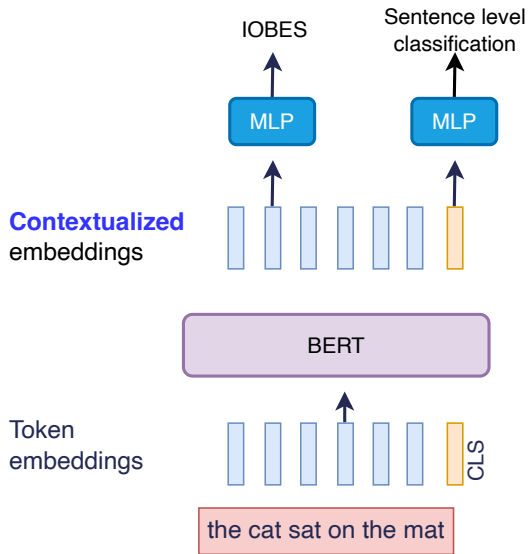 IOBES
Sentence level
classification
MLP
MLP
Contextualized
embeddings
BERT
Token
embeddings
CLS
the cat sat on the mat